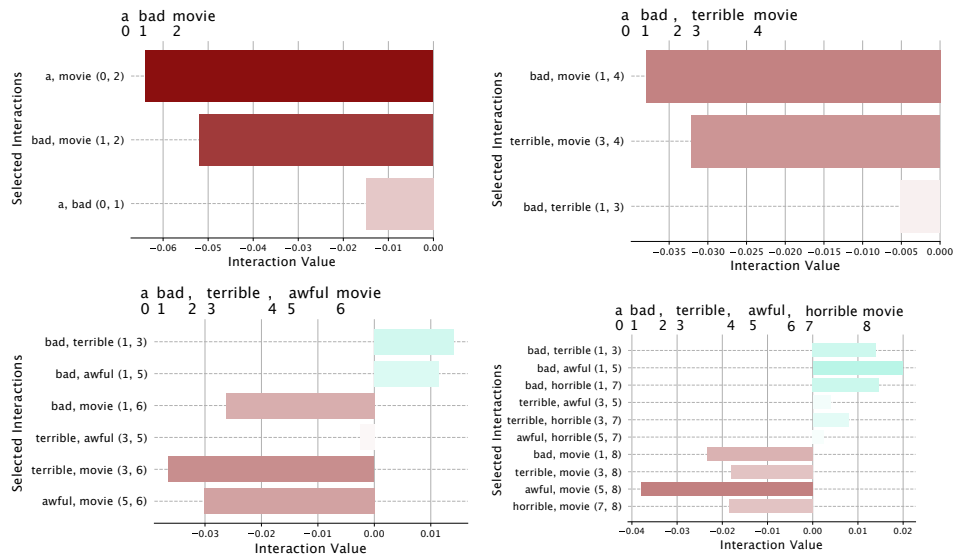 a bad movie
0 1 2
Selected Interactions
a, movie (0, 2)
bad, movie (1, 2)
a, bad (0, 1)
−0.06 −0.05 −0.04 −0.03 −0.02 −0.01 0.00
Interaction Value
a bad , terrible movie
0 1 2 3 4
Selected Interactions
bad, movie (1, 4)
terrible, movie (3, 4)
bad, terrible (1, 3)
−0.035 −0.030 −0.025 −0.020 −0.015 −0.010 −0.005 0.000
Interaction Value
a bad , terrible , awful movie
0 1 2 3 4 5 6
Selected Interactions
bad, terrible (1, 3)
bad, awful (1, 5)
bad, movie (1, 6)
terrible, awful (3, 5)
terrible, movie (3, 6)
awful, movie (5, 6)
−0.03 −0.02 −0.01 0.00 0.01
Interaction Value
a bad, terrible, awful, horrible movie
0 1 2 3 4 5 6 7 8
Selected Intertactions
bad, terrible (1, 3)
bad, awful (1, 5)
bad, horrible (1, 7)
terrible, awful (3, 5)
terrible, horrible (3, 7)
awful, horrible (5, 7)
bad, movie (1, 8)
terrible, movie (3, 8)
awful, movie (5, 8)
horrible, movie (7, 8)
−0.04 −0.03 −0.02 −0.01 0.00 0.01 0.02
Interaction Value